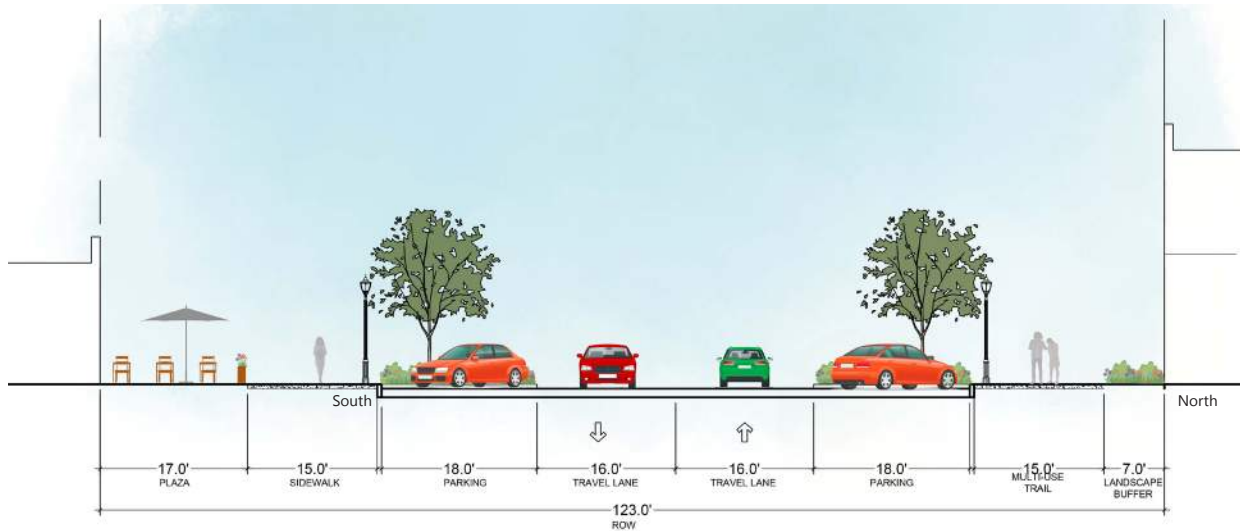 South
North
17.0'
PLAZA
15.0'
SIDEWALK
18.0'
PARKING
16.0'
TRAVEL LANE
16.0'
TRAVEL LANE
18.0'
PARKING
15.0'
MULTI-USE
TRAIL
7.0'
LANDSCAPE
BUFFER
123.0'
ROW